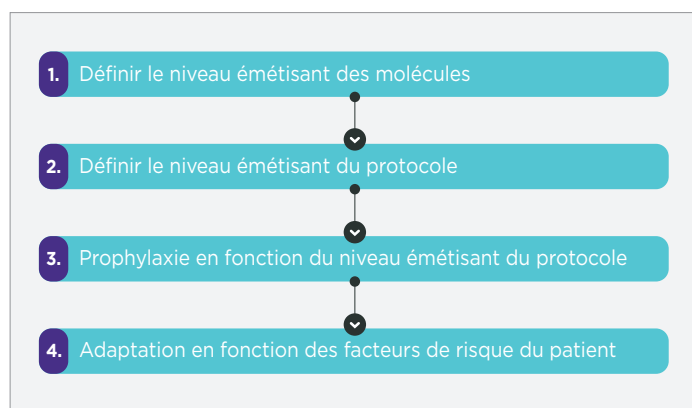 1. Définir le niveau émétisant des molécules
2. Définir le niveau émétisant du protocole
3. Prophylaxie en fonction du niveau émétisant du protocole
4. Adaptation en fonction des facteurs de risque du patient